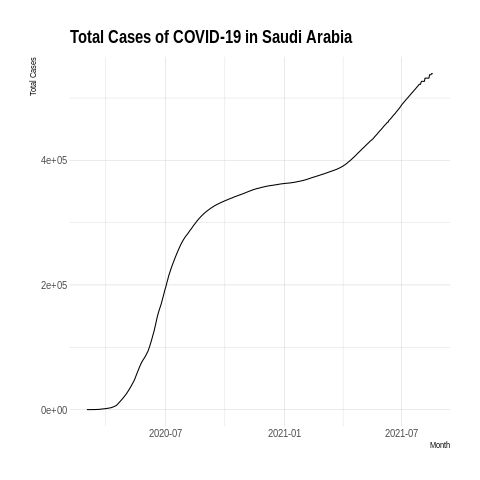 Total Cases of COVID-19 in Saudi Arabia
Total Cases
4e+05
2e+05
0e+00
2020-07
2021-01
2021-07
Month